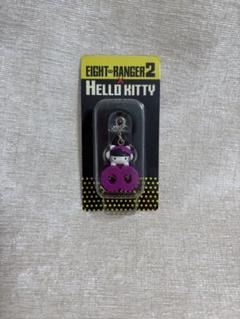 EIGHT RANGER 2
×
HELLO KITTY